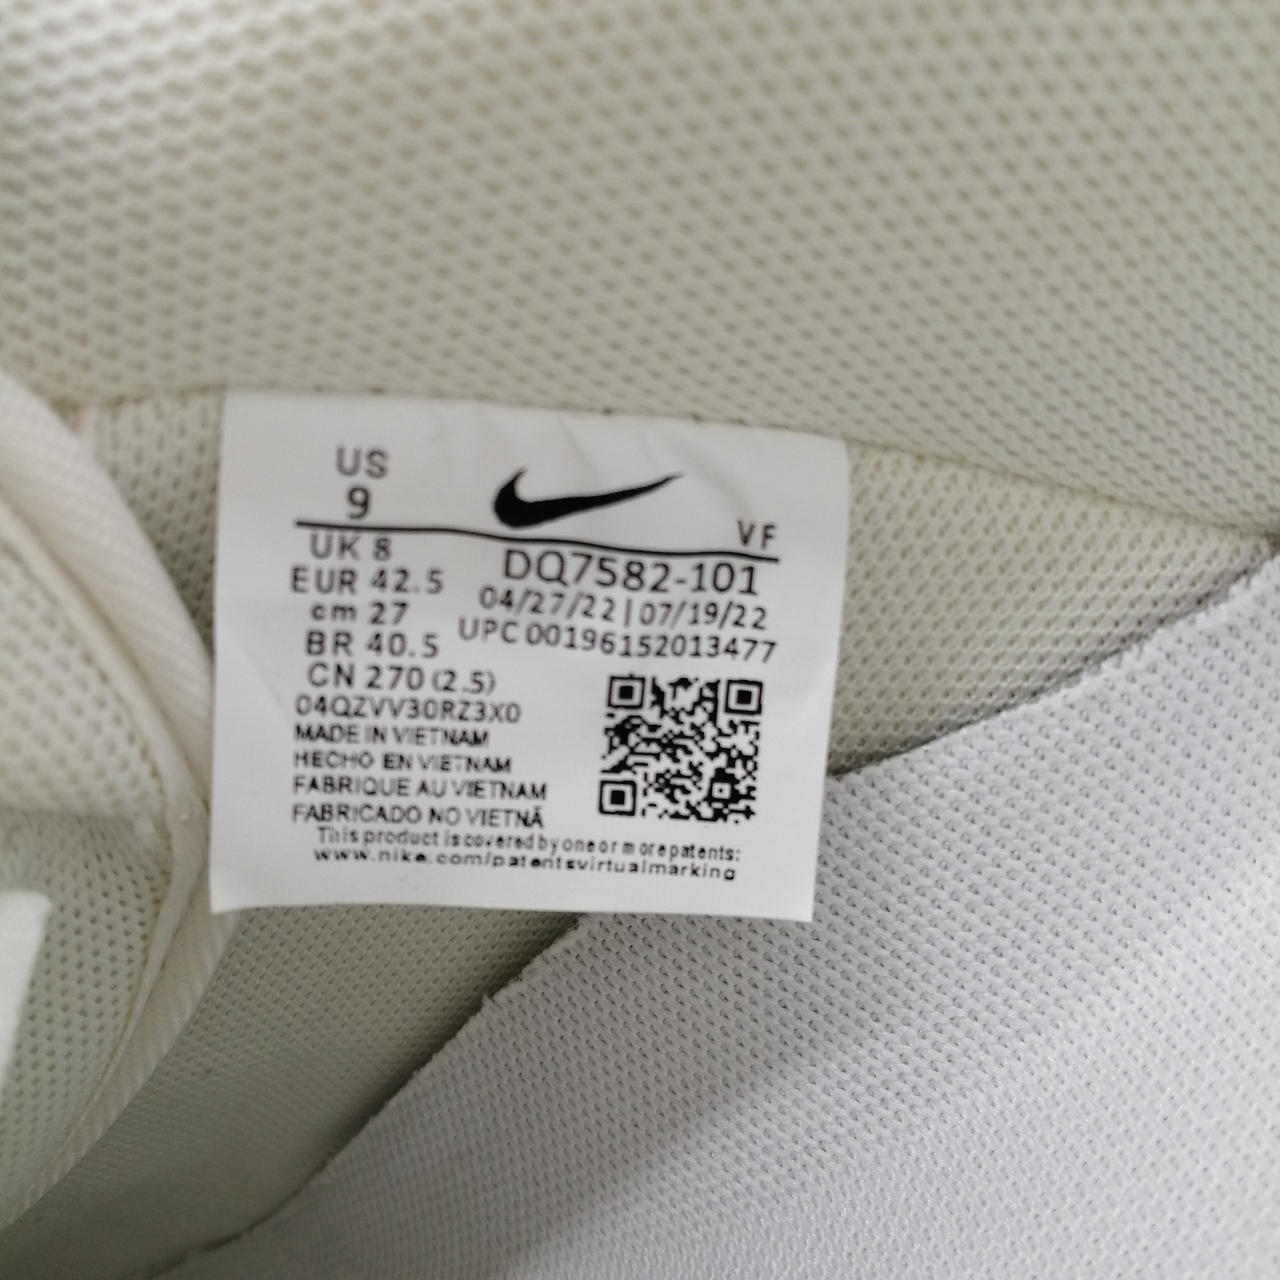 US
9
VF
UK 8
EUR 42.5
cm 27
BR 40.5
CN 270 (2.5)
04QZVV30RZ3X0
DQ7582-101
04/27/22 | 07/19/22
UPC 00196152013477
MADE IN VIETNAM
HECHO EN VIETNAM
FABRIQUE AU VIETNAM
FABRICADO NO VIETNÃ
This product is covered by one or more patents:
www.nike.com/patentsvirtualmarking